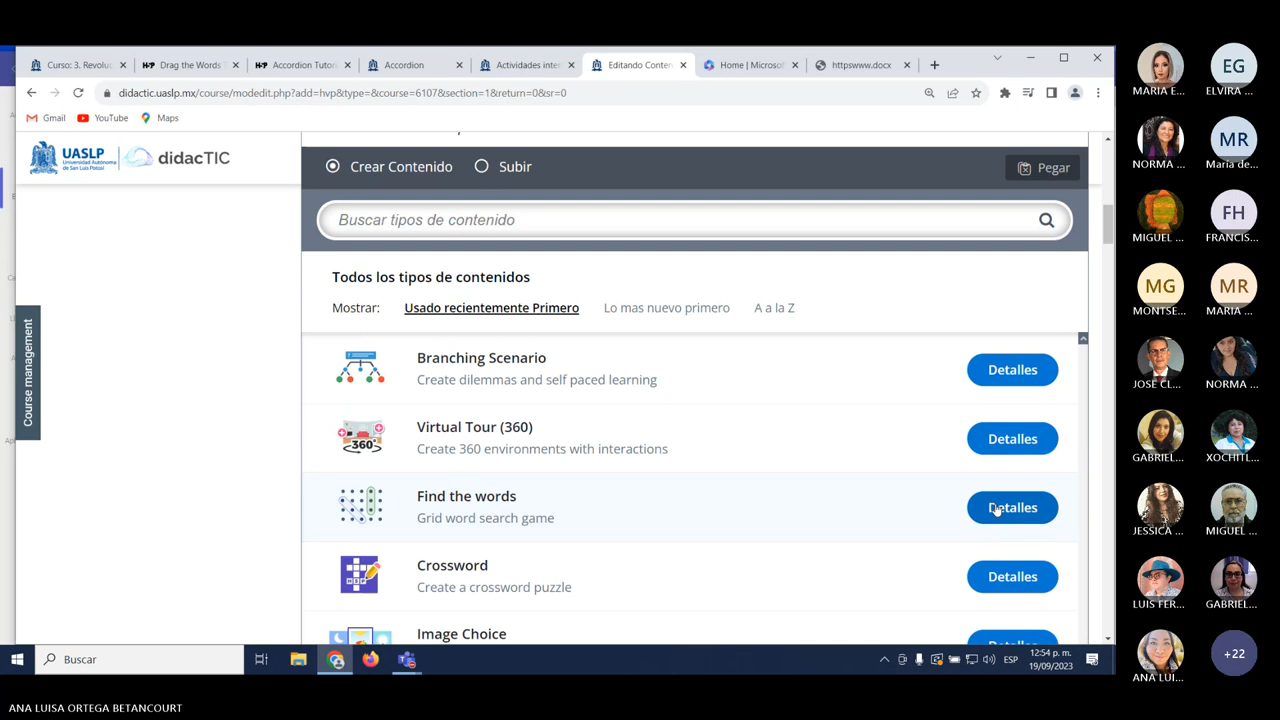 Curso: 3. Revoluc
H-P Drag the Words T
H-P Accordion Tutori
Accordion
Actividades inter
Editando Conten
Home | Microsof
httpswww.docx
didactic.uaslp.mx/course/modedit.php?add=hvp&type=&course=6107&section=1&return=0&sr=0
Gmail
YouTube
Maps
UASLP
Universidad Autónoma
de San Luis Potosí
didacTIC
Crear Contenido
Subir
Pegar
Buscar tipos de contenido
Todos los tipos de contenidos
Mostrar:
Usado recientemente Primero
Lo mas nuevo primero
A a la Z
Branching Scenario
Create dilemmas and self paced learning
Detalles
Virtual Tour (360)
Create 360 environments with interactions
Detalles
360°
Find the words
Grid word search game
Detalles
Crossword
Create a crossword puzzle
Detalles
Image Choice
Course management
Buscar
ESP
12:54 p. m.
19/09/2023
MARIA E...
EG
ELVIRA ...
NORMA ...
MR
María de...
MIGUEL ...
FH
FRANCIS...
MG
MONTSE...
MR
MARIA ...
JOSE CL...
NORMA ...
GABRIEL...
XOCHITL...
JESSICA ...
MIGUEL ...
LUIS FER...
GABRIEL...
ANA LUI...
+22
ANA LUISA ORTEGA BETANCOURT